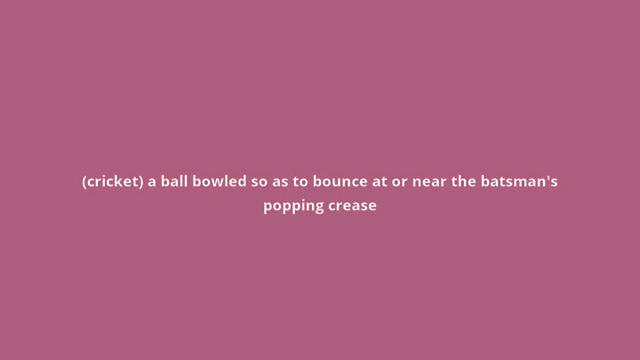 (cricket) a ball bowled so as to bounce at or near the batsman's
popping crease